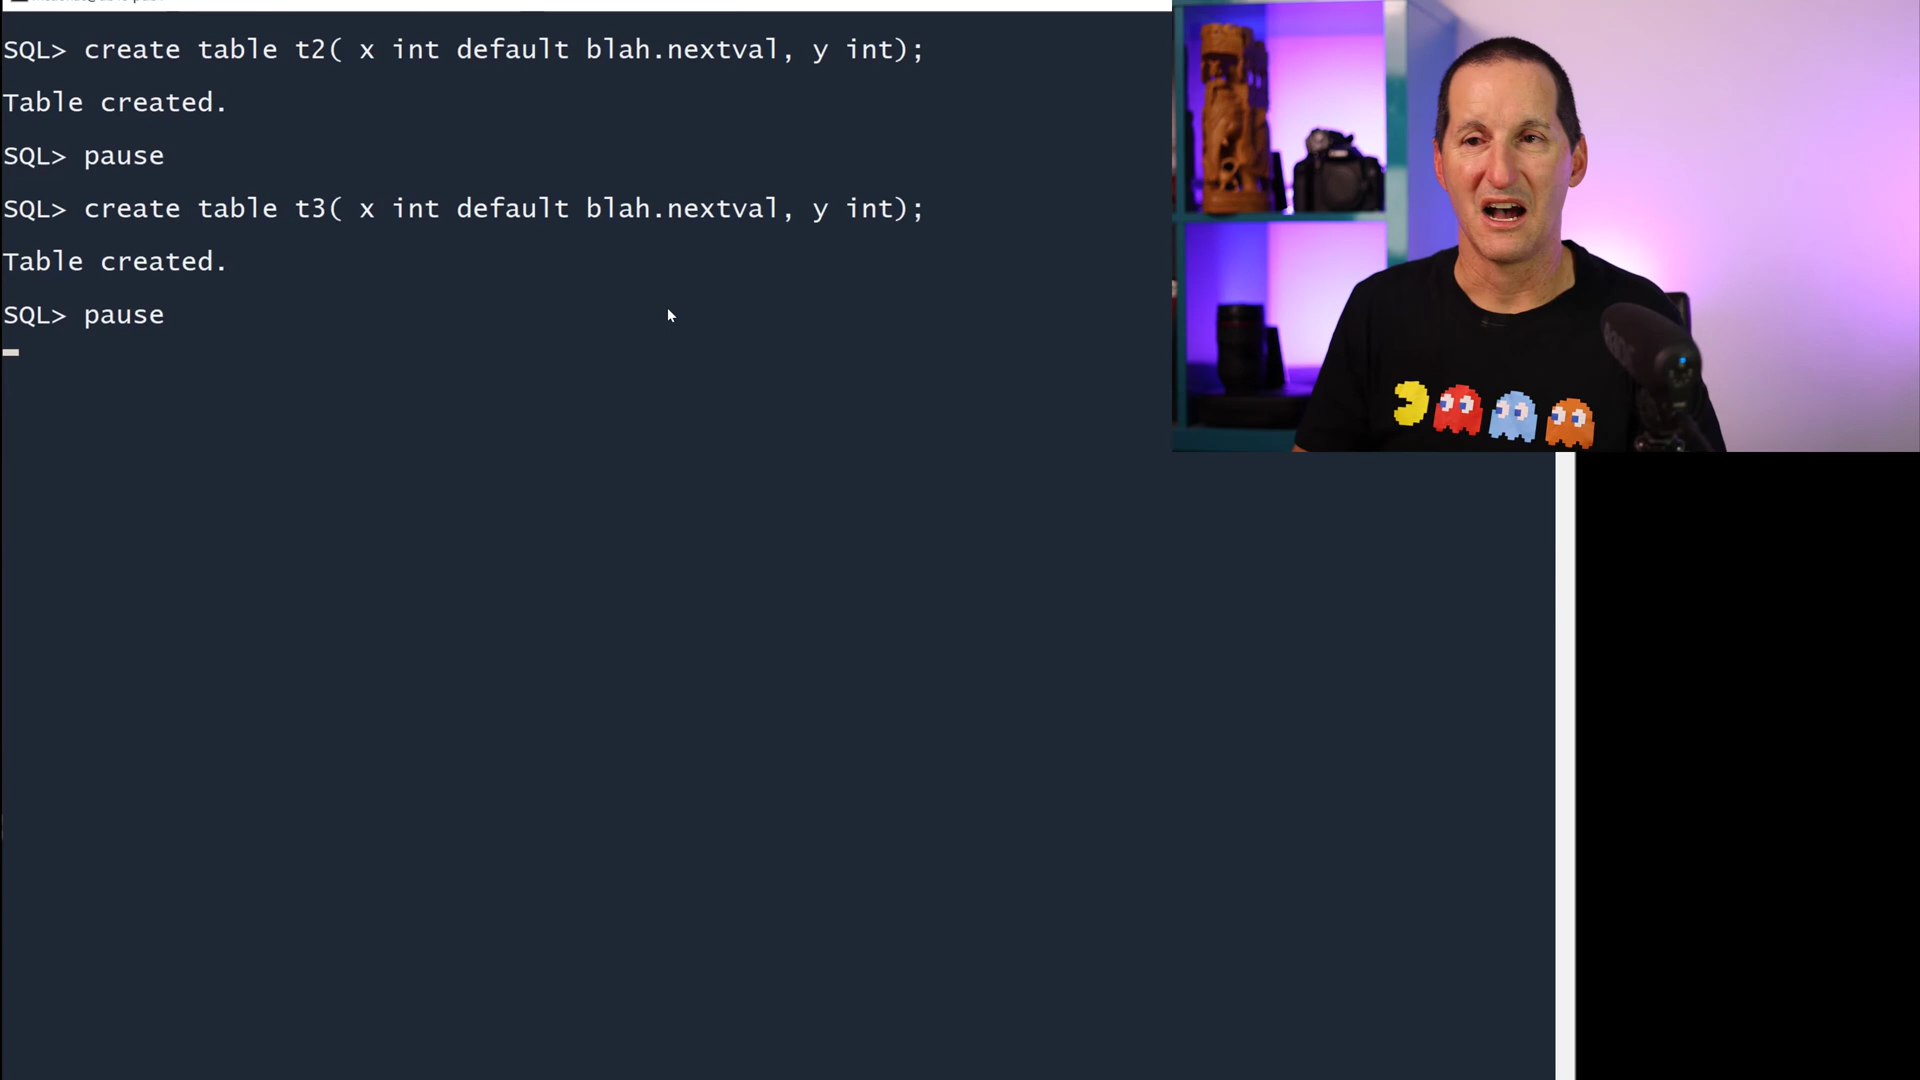 SQL> create table t2( x int default blah.nextval, y int);
Table created.
SQL> pause
SQL> create table t3( x int default blah.nextval, y int);
Table created.
SQL> pause